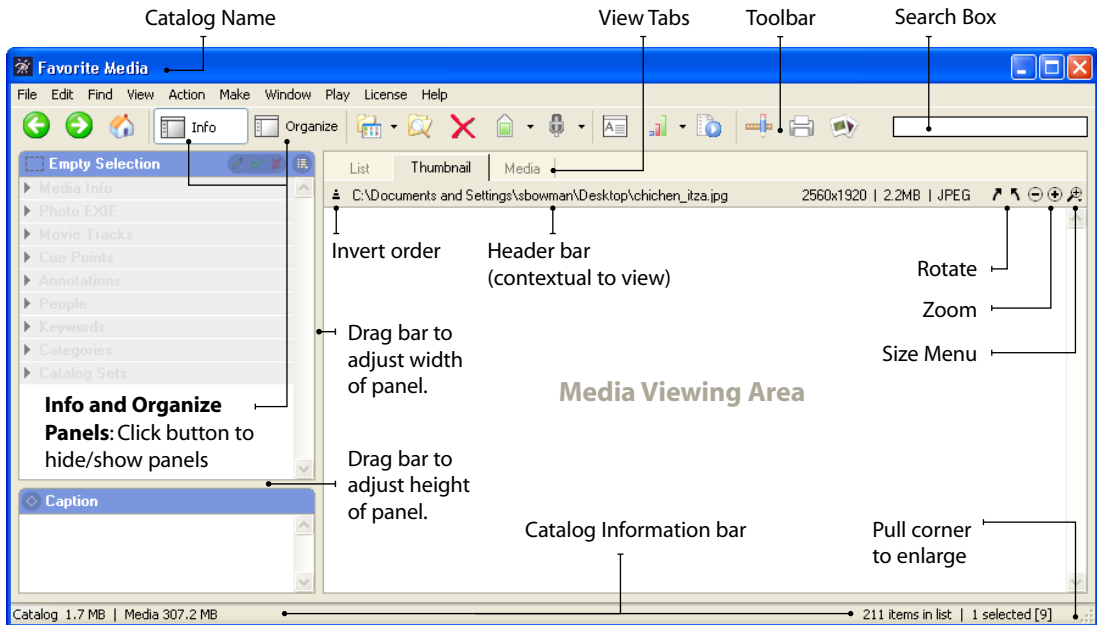 Catalog Name
View Tabs
Toolbar
Search Box
Favorite Media
File Edit Find View Action Make Window Play License Help
Info
Organize
Empty Selection
List
Thumbnail
Media
Media Info
C:\Documents and Settings\sbowman\Desktop\chichen_itza.jpg
2560x1920 | 2.2MB | JPEG
Photo EXIF
Movie Tracks
Cue Points
Annotations
People
Keywords
Categories
Catalog Sets
Invert order
Header bar
(contextual to view)
Rotate
Zoom
Size Menu
Drag bar to
adjust width
of panel.
Media Viewing Area
Info and Organize
Panels: Click button to
hide/show panels
Drag bar to
adjust height
of panel.
Caption
Catalog Information bar
Pull corner
to enlarge
Catalog 1.7 MB | Media 307.2 MB
211 items in list | 1 selected [9]